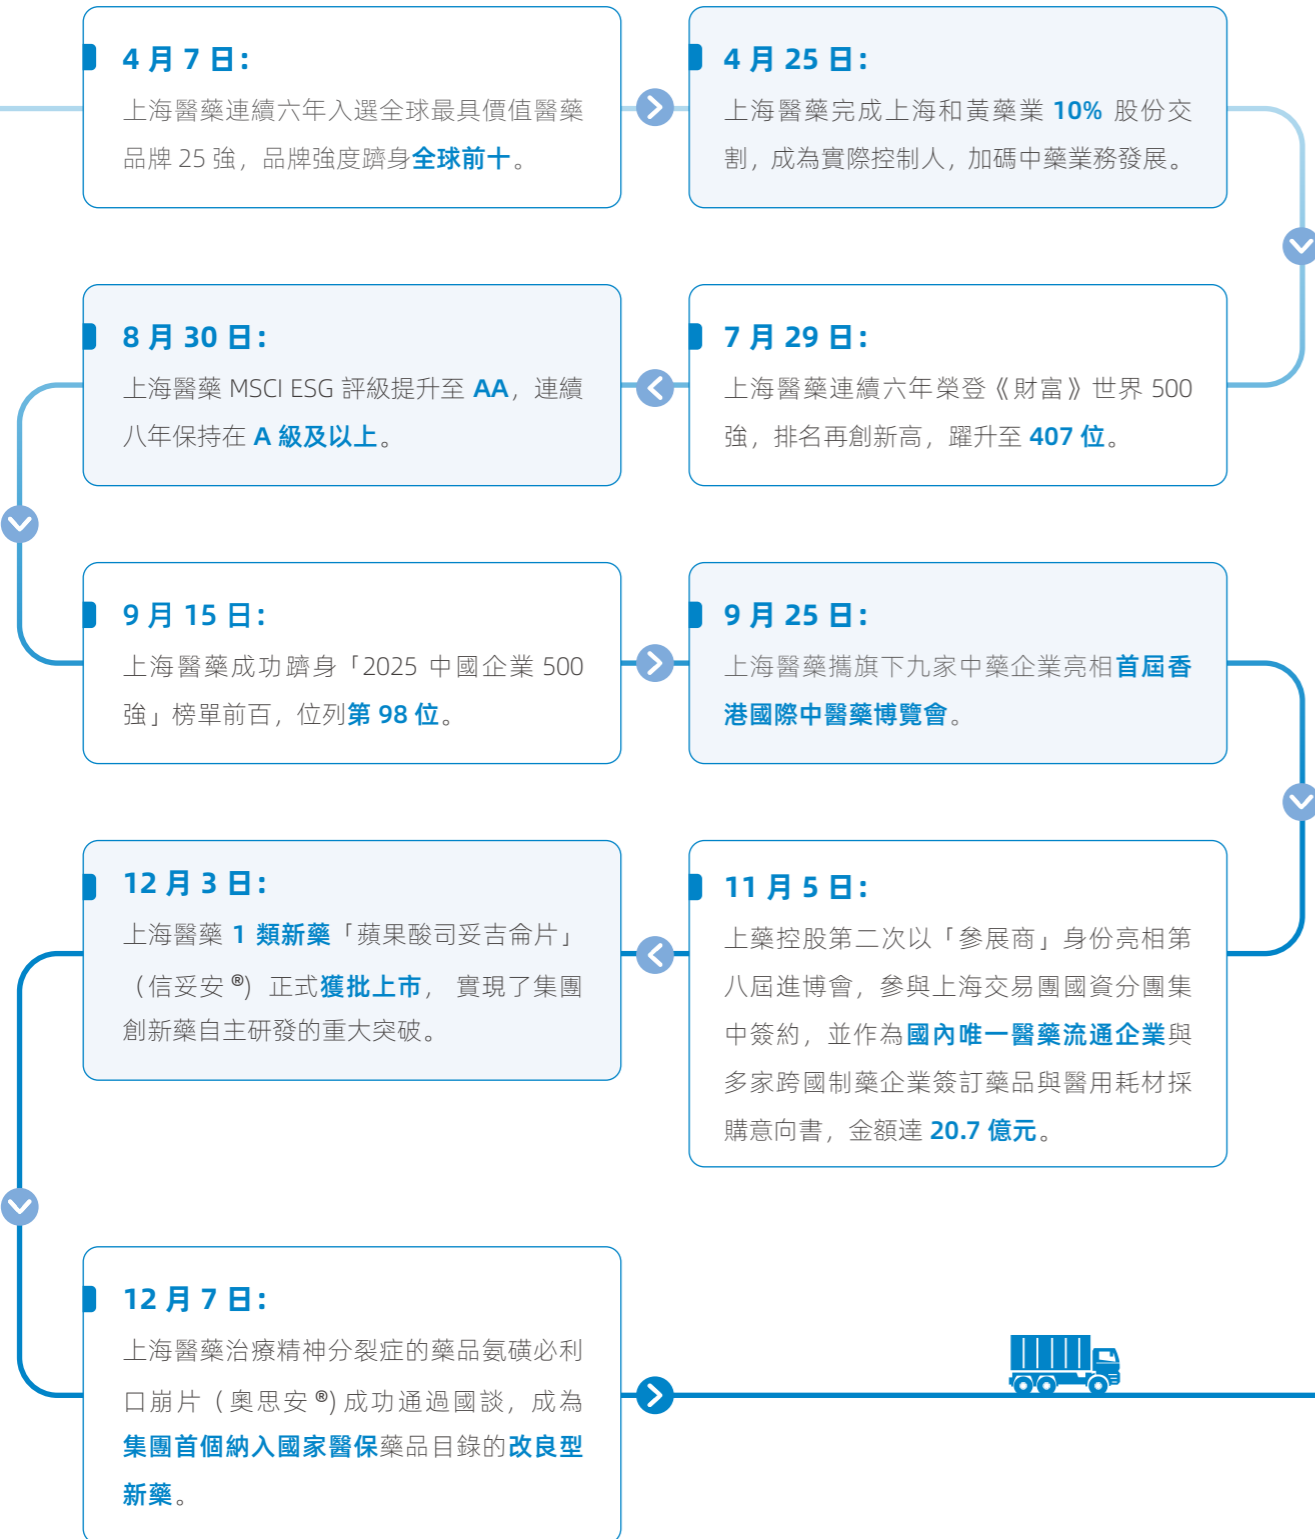 4 月 7 日：
上海醫藥連續六年入選全球最具價值醫藥
品牌 25 強，品牌強度躋身全球前十。
4 月 25 日：
上海醫藥完成上海和黃藥業 10% 股份交
割，成為實際控制人，加碼中藥業務發展。
7 月 29 日：
上海醫藥連續六年榮登《財富》世界 500
強，排名再創新高，躍升至 407 位。
8 月 30 日：
上海醫藥 MSCI ESG 評級提升至 AA，連續
八年保持在 A 級及以上。
9 月 15 日：
上海醫藥成功躋身「2025 中國企業 500
強」榜單前百，位列第 98 位。
9 月 25 日：
上海醫藥攜旗下九家中藥企業亮相首屆香
港國際中醫藥博覽會。
11 月 5 日：
上藥控股第二次以「參展商」身份亮相第
八屆進博會，參與上海交易團國資分團集
中簽約，並作為國內唯一醫藥流通企業與
多家跨國制藥企業簽訂藥品與醫用耗材採
購意向書，金額達 20.7 億元。
12 月 3 日：
上海醫藥 1 類新藥「蘋果酸司妥吉侖片」
（信妥安 ®）正式獲批上市， 實現了集團
創新藥自主研發的重大突破。
12 月 7 日：
上海醫藥治療精神分裂症的藥品氨磺必利
口崩片（奧思安 ®) 成功通過國談，成為
集團首個納入國家醫保藥品目錄的改良型
新藥。